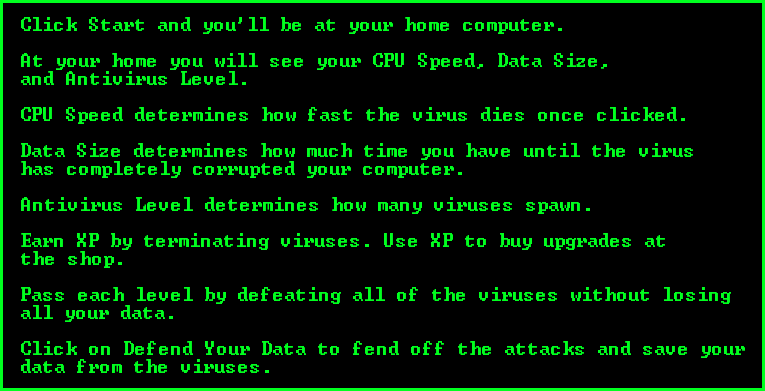 Click Start and you'll be at your home computer.
At your home you will see your CPU Speed, Data Size,
and Antivirus Level.
CPU Speed determines how fast the virus dies once clicked.
Data Size determines how much time you have until the virus
has completely corrupted your computer.
Antivirus Level determines how many viruses spawn.
Earn XP by terminating viruses. Use XP to buy upgrades at
the shop.
Pass each level by defeating all of the viruses without losing
all your data.
Click on Defend Your Data to fend off the attacks and save your
data from the viruses.